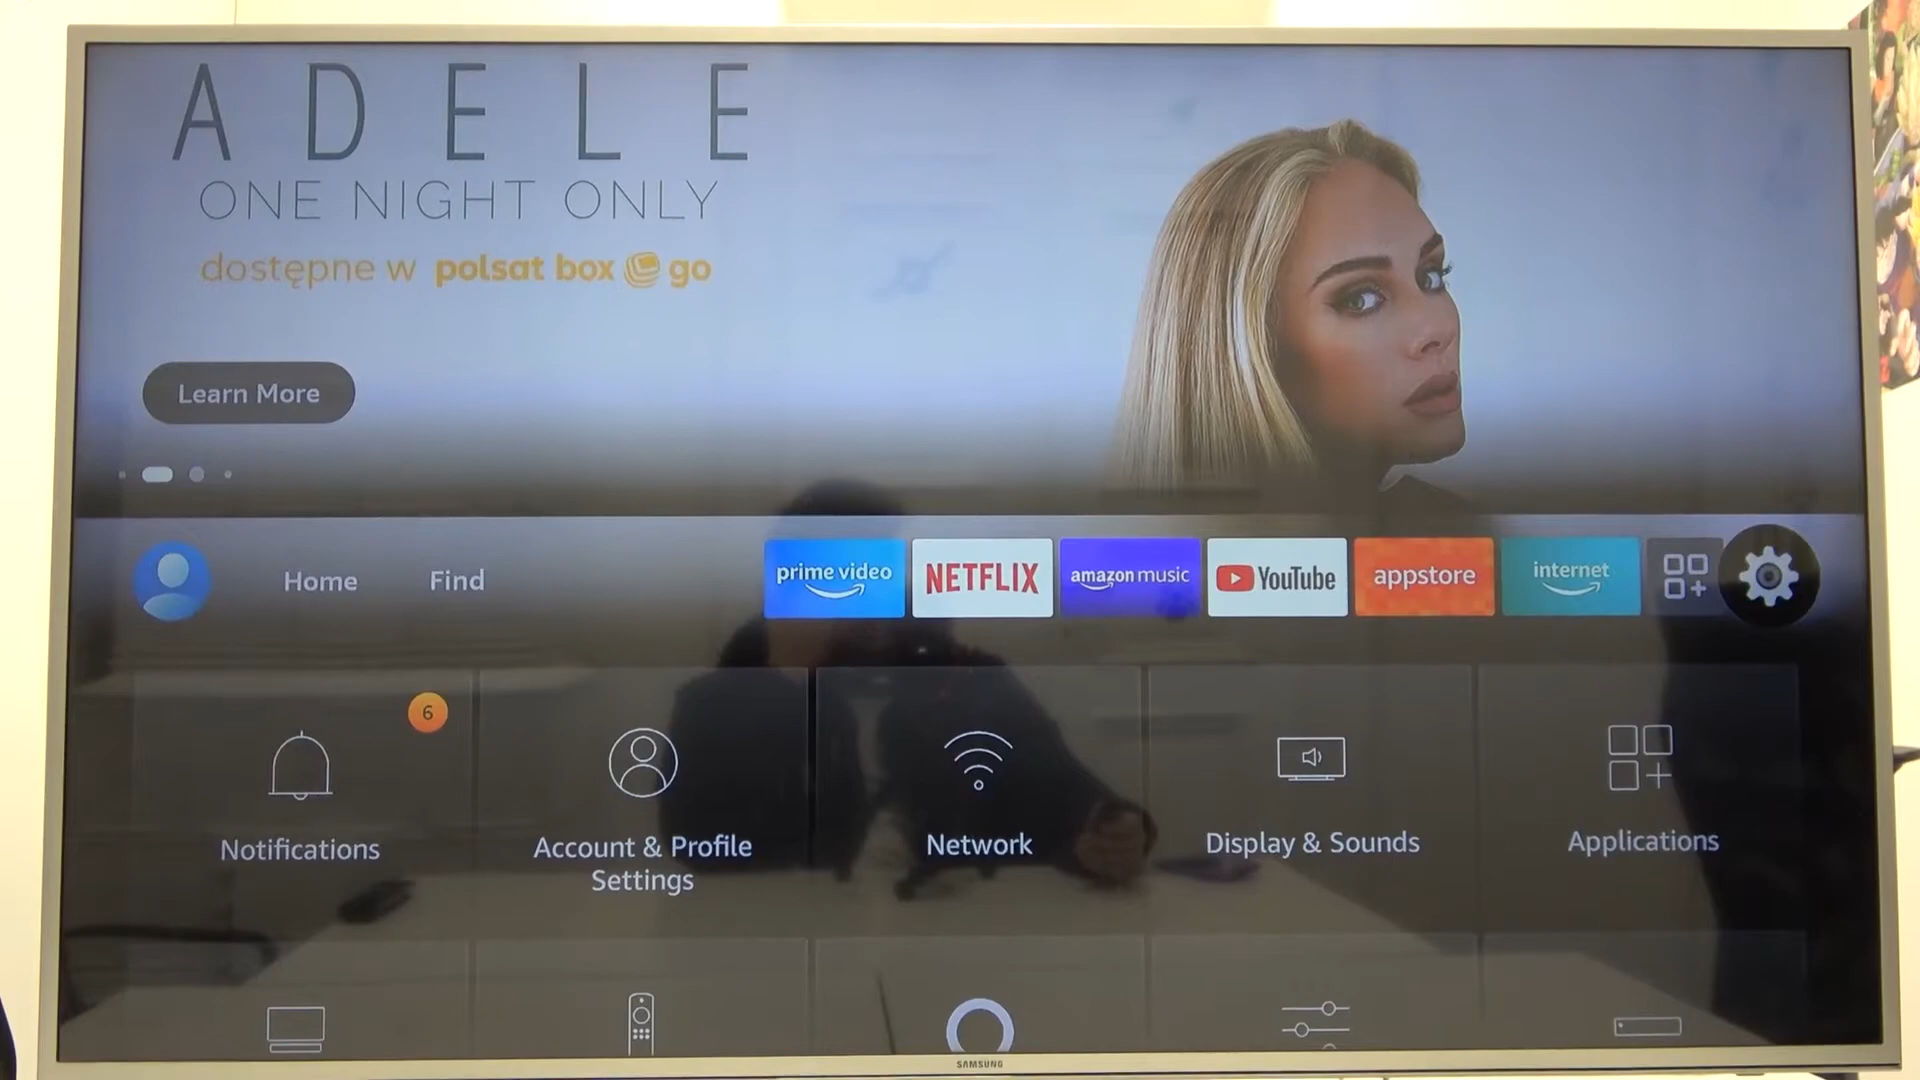 ADELE
ONE NIGHT ONLY
dostępne w polsat box go
Learn More
Home
Find
prime video
NETFLIX
amazon music
YouTube
appstore
internet
6
Notifications
Account & Profile
Settings
Network
Display & Sounds
Applications
SAMSUNG